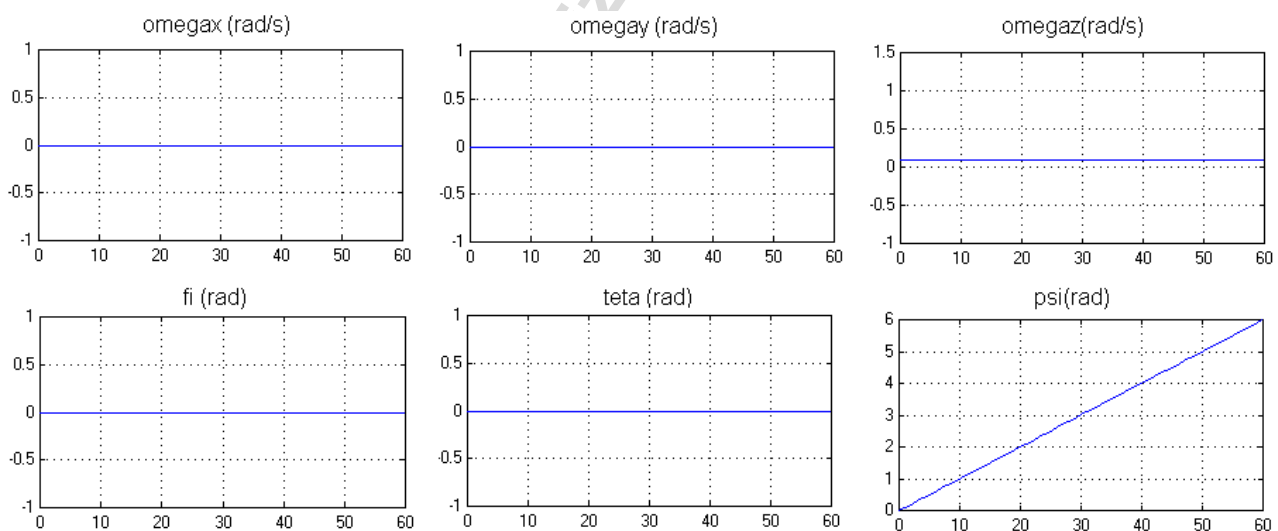 omegax (rad/s) omegay (rad/s) omegaz(rad/s)
1 1 1.5
0.5 0.5 1
0 0 0.5
-0.5 -0.5 0
-1 -1 -0.5
-1
0 10 20 30 40 50 60 0 10 20 30 40 50 60 0 10 20 30 40 50 60
fi (rad) teta (rad) psi(rad)
1 1 6
0.5 0.5 5
0 0 4
-0.5 -0.5 3
-1 -1 2
1
0
0 10 20 30 40 50 60 0 10 20 30 40 50 60 0 10 20 30 40 50 60